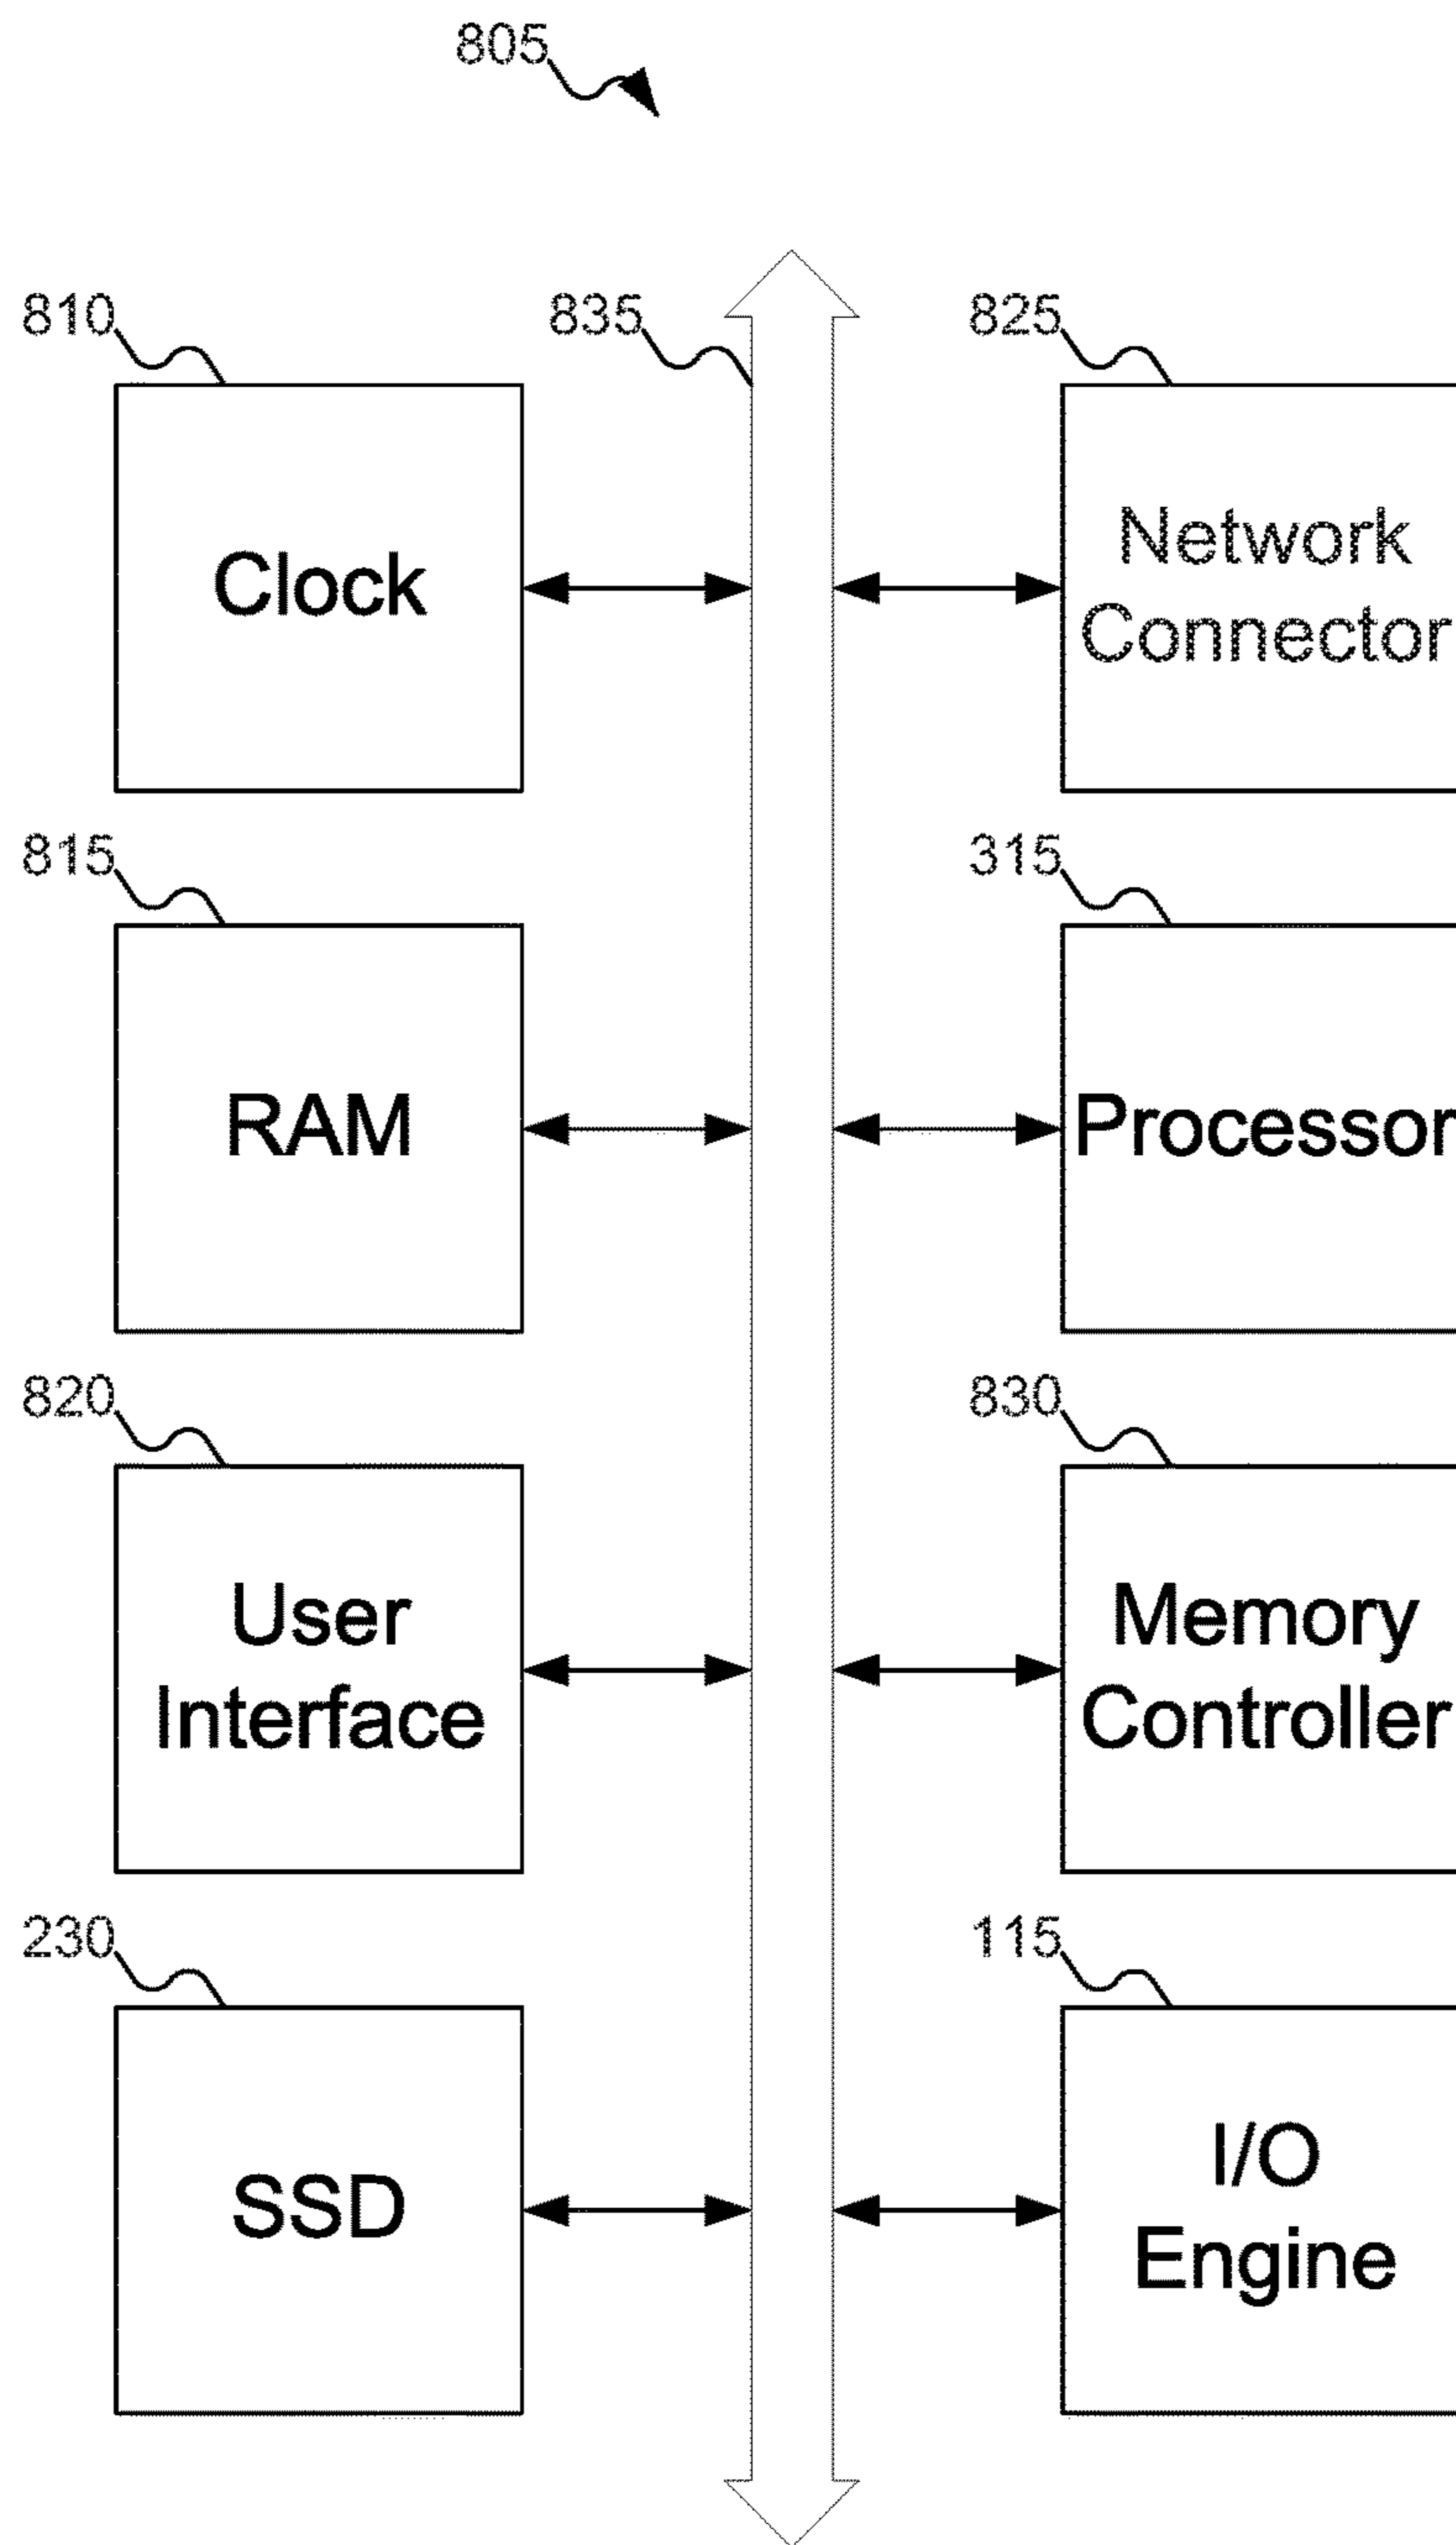 805
810
835
825
Clock
Network
Connector
815
315
RAM
Processor
820
830
User
Interface
Memory
Controller
230
115
SSD
I/O
Engine